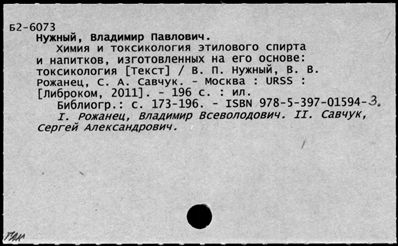 Б2-6073
Нужный, Владимир Павлович.
Химия и токсикология этилового спирта
и напитков, изготовленных на его основе:
токсикология [Текст] / В. П. Нужный, В. В.
Рожанец, С. А. Савчук. - Москва : URSS :
[Либроком, 2011]. - 196 с. : ил.
Библиогр.: с. 173-196. - ISBN 978-5-397-01594-3.
I. Рожанец, Владимир Всеволодович. II. Савчук,
Сергей Александрович.